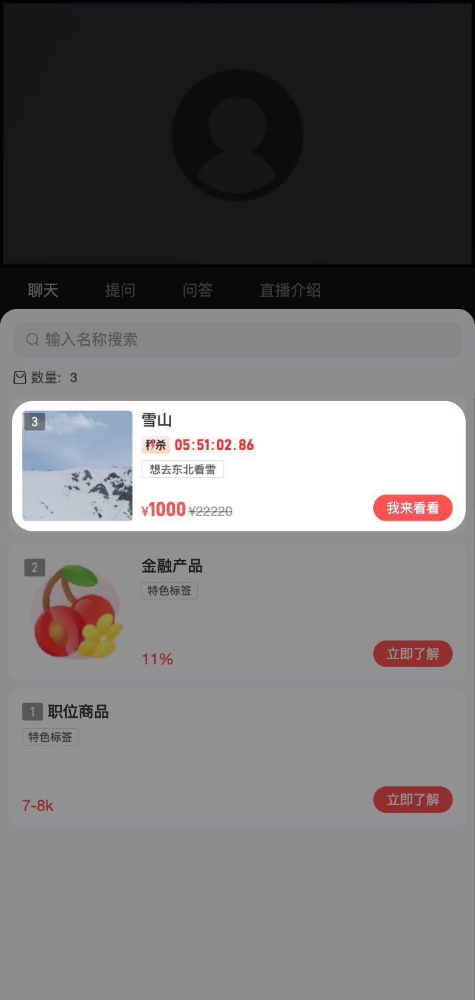 聊天 提问 问答 直播介绍
输入名称搜索
数量: 3
3 雪山
秒杀 05:51:02.86
想去东北看雪
¥1000 ¥22220 我来看看
2 金融产品
特色标签
11% 立即了解
1 职位商品
特色标签
7-8k 立即了解